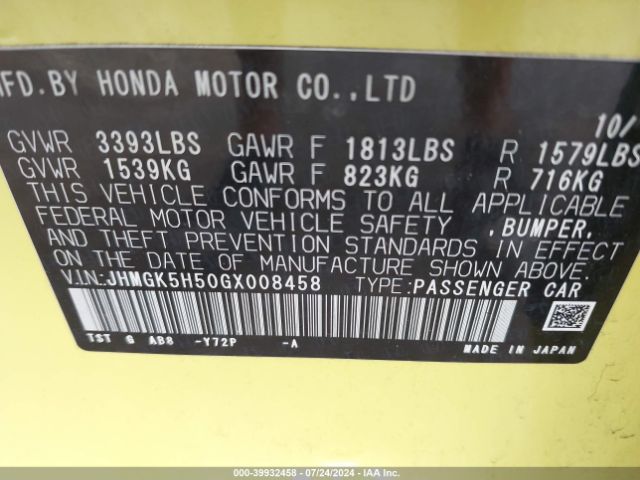 MFD.BY HONDA MOTOR CO.,LTD
10/
GVWR 3393LBS GAWR F 1813LBS R 1579LBS
GVWR 1539KG GAWR F 823KG R 716KG
THIS VEHICLE CONFORMS TO ALL APPLICABLE
FEDERAL MOTOR VEHICLE SAFETY ,BUMPER,
AND THEFT PREVENTION STANDARDS IN EFFECT
ON THE DATE OF MANUFACTURE SHOWN ABOVE.
V.I.N.:JHMGK5H50GX008458 TYPE:PASSENGER CAR
TST G AB8 -Y72P -A MADE IN JAPAN
000-39932458 - 07/24/2024 - IAA Inc.